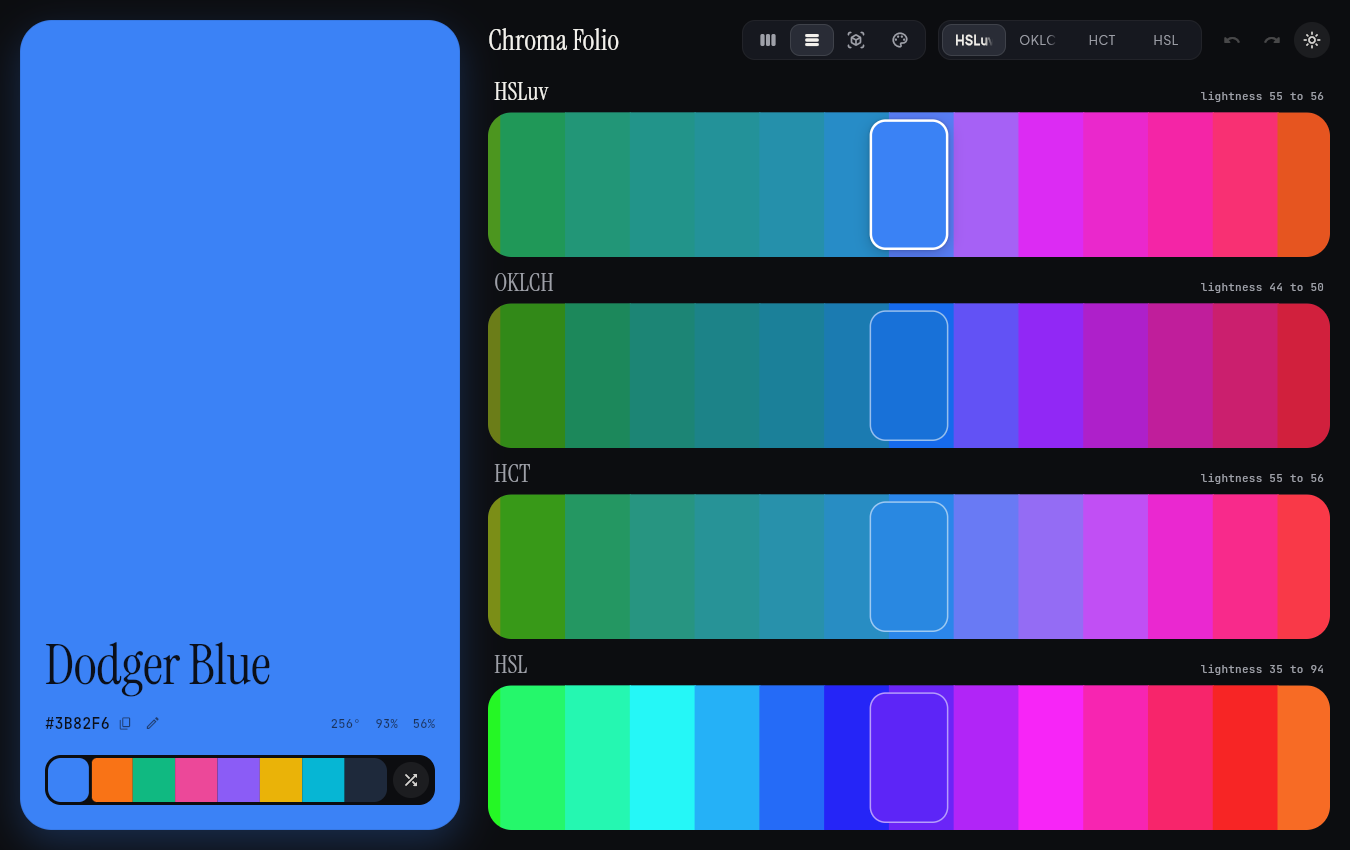 Chroma Folio
HSLuv
OKLC
HCT
HSL
HSLuv
lightness 55 to 56
OKLCH
lightness 44 to 50
HCT
lightness 55 to 56
HSL
lightness 35 to 94
Dodger Blue
#3B82F6
256° 93% 56%